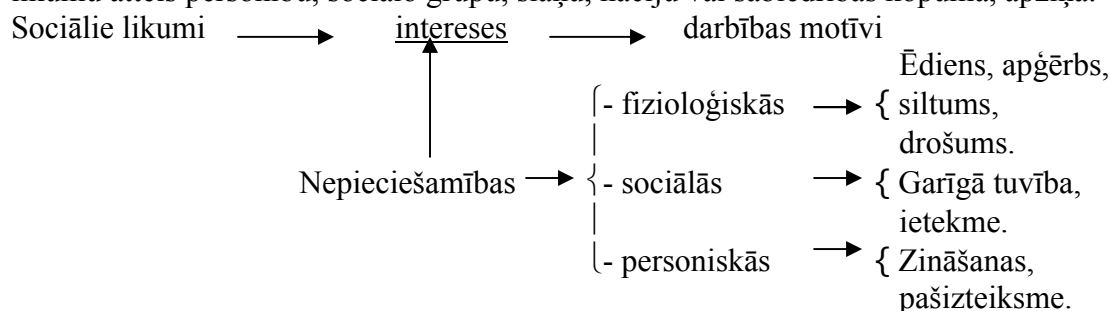 Sociālie likumi → intereses → darbības motīvi
Ēdiens, apģērbs,
- fizioloģiskās → { siltums,
drošums.
Nepieciešamības → { - sociālās → { Garīgā tuvība,
ietekme.
- personiskās → { Zināšanas,
pašizteiksme.